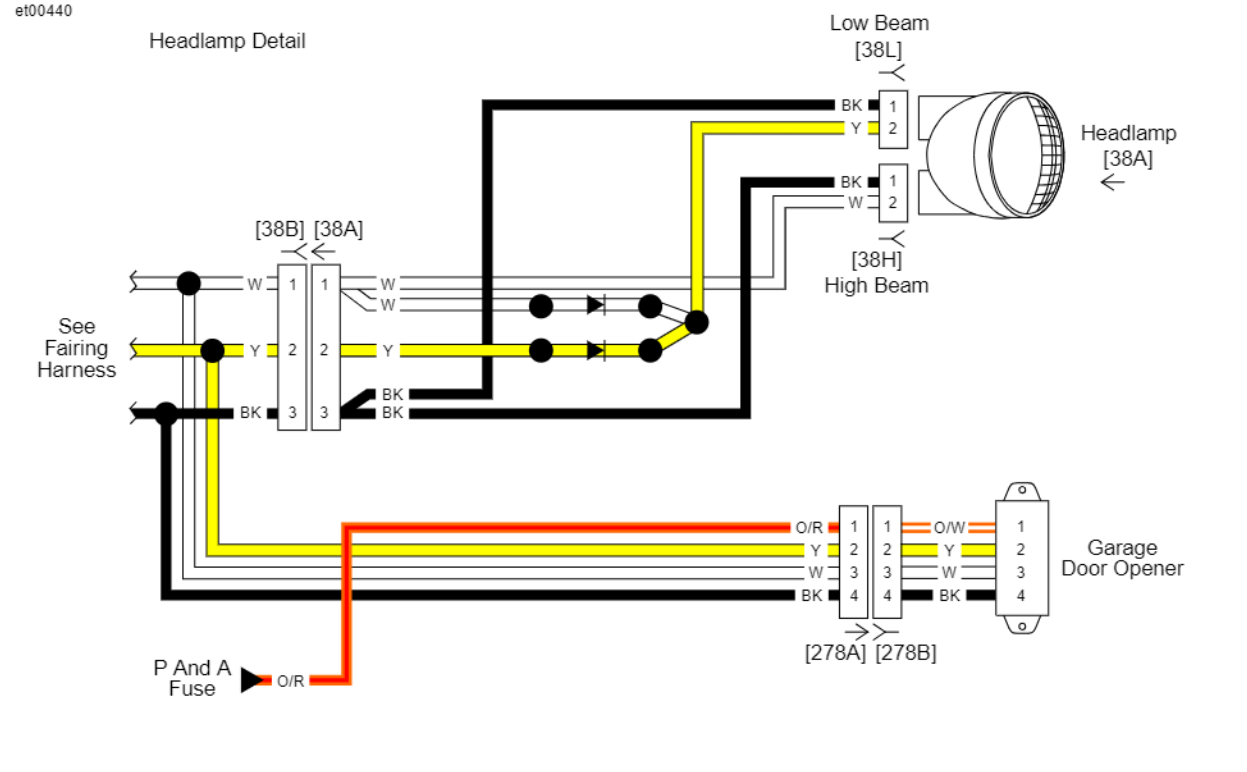 et00440
Headlamp Detail
Low Beam
[38L]
BK 1
Y 2
Headlamp
[38A]
BK 1
W 2
[38H]
High Beam
[38B] [38A]
W 1 1 W
W
See
Fairing
Harness
Y 2 2 Y
BK
BK 3 3 BK
O/R 1 1 O/W 1
Y 2 2 Y 2
W 3 3 W 3
BK 4 4 BK 4
Garage
Door Opener
[278A] [278B]
P And A
Fuse
O/R